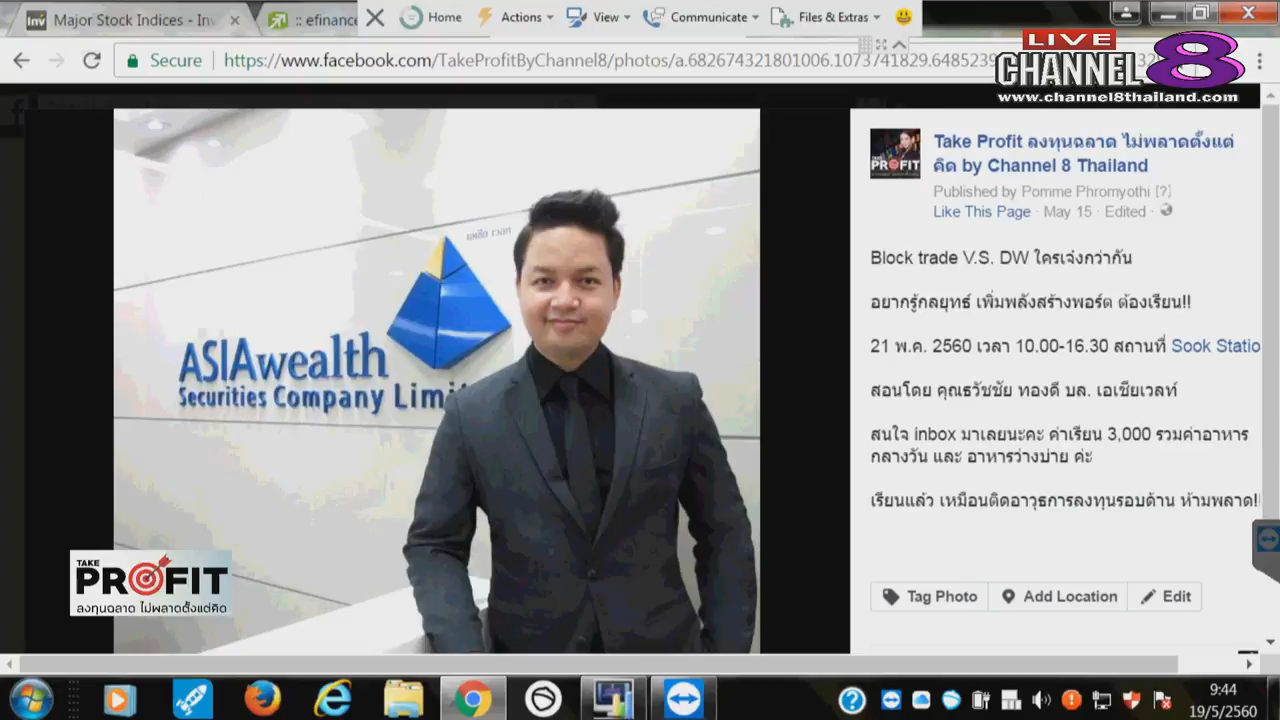 Major Stock Indices - Inv
:: efinance
Home
Actions
View
Communicate
Files & Extras
Secure
https://www.facebook.com/TakeProfitByChannel8/photos/a.682674321801006.1073741829.6485239
LIVE
CHANNEL 8
www.channel8thailand.com
Take Profit ลงทุนฉลาด ไม่พลาดตั้งแต่
คิด by Channel 8 Thailand
Published by Pomme Phromyothi [?]
Like This Page · May 15 · Edited ·
Block trade V.S. DW ใครเจ๋งกว่ากัน
อยากรู้กลยุทธ์ เพิ่มพลังสร้างพอร์ต ต้องเรียน!!
21 พ.ค. 2560 เวลา 10.00-16.30 สถานที่ Sook Statio
สอนโดย คุณธวัชชัย ทองดี บล. เอเชียเวลท์
สนใจ inbox มาเลยนะคะ ค่าเรียน 3,000 รวมค่าอาหาร
กลางวัน และ อาหารว่างบ่าย ค่ะ
เรียนแล้ว เหมือนติดอาวุธการลงทุนรอบด้าน ห้ามพลาด!!
Tag Photo
Add Location
Edit
ASIAwealth
Securities Company Limi
TAKE
PROFIT
ลงทุนฉลาด ไม่พลาดตั้งแต่คิด
9:44
19/5/2560